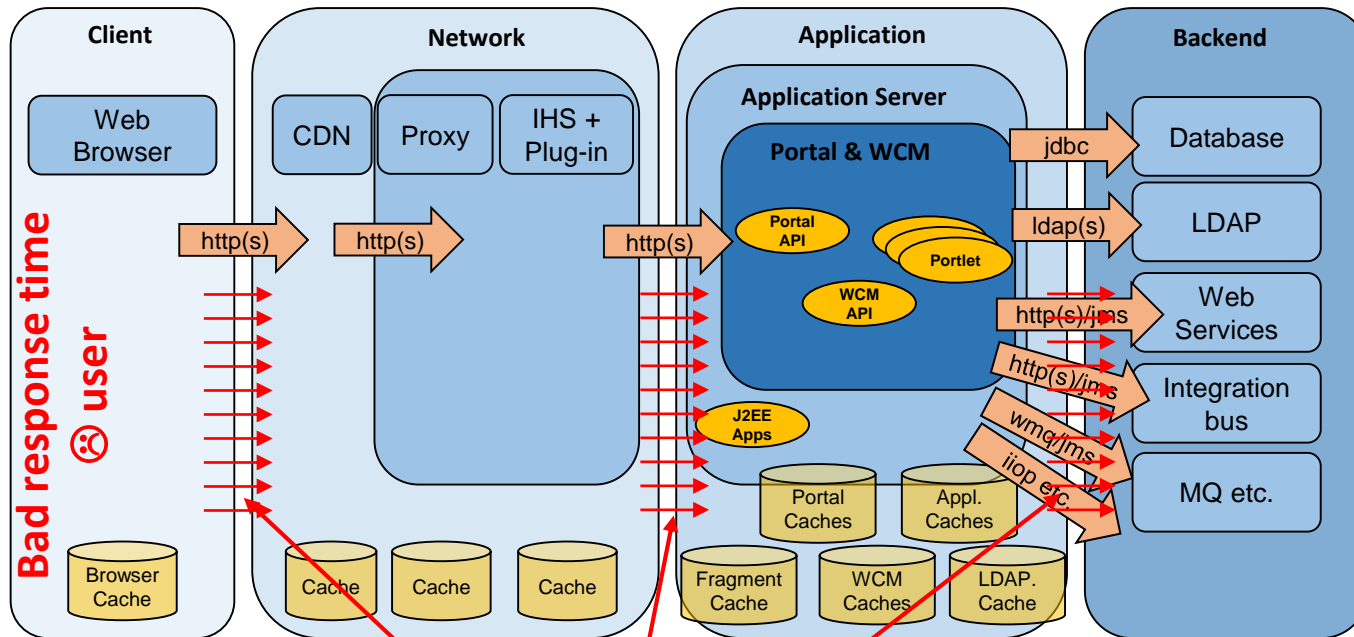 Client
Network
Application
Backend
Application Server
Web
Browser
CDN
Proxy
IHS +
Plug-in
Portal & WCM
jdbc
Database
http(s)
http(s)
http(s)
Portal
API
Portlet
WCM
API
ldap(s)
LDAP
http(s)/jms
Web
Services
http(s)/jms
Integration
bus
wmq/jms
iiop etc.
MQ etc.
J2EE
Apps
Bad response time
☹ user
Portal
Caches
Appl.
Caches
Browser
Cache
Cache
Cache
Cache
Fragment
Cache
WCM
Caches
LDAP.
Cache